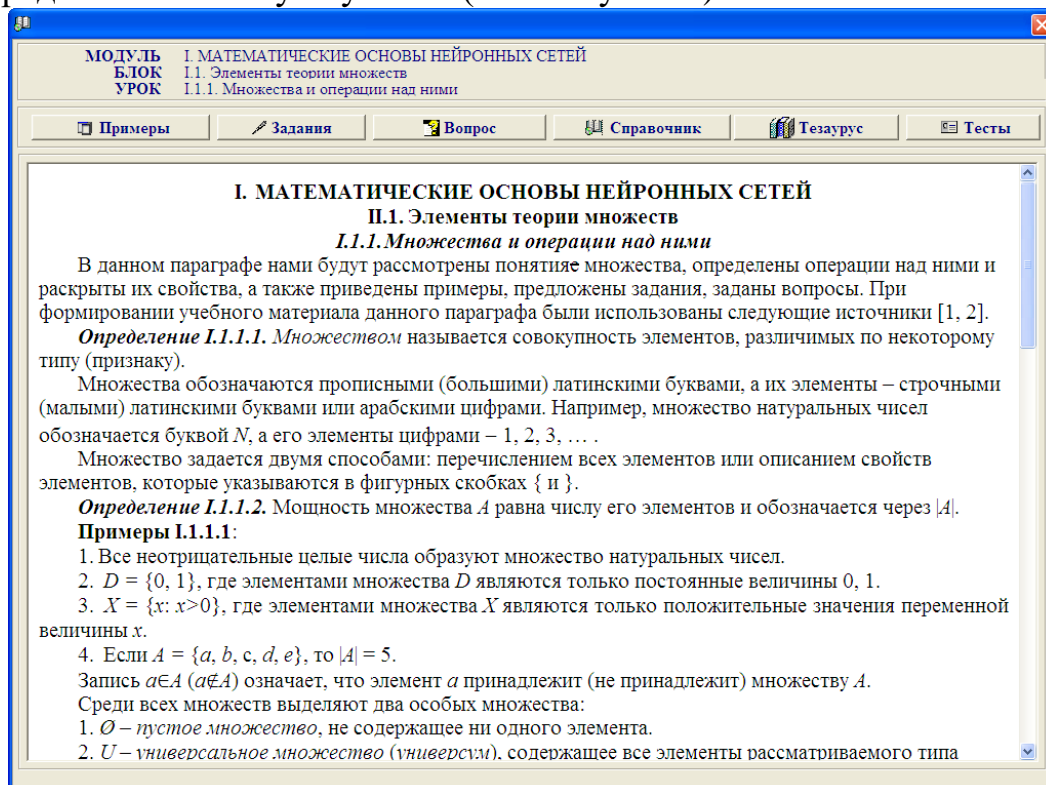 МОДУЛЬ I. МАТЕМАТИЧЕСКИЕ ОСНОВЫ НЕЙРОННЫХ СЕТЕЙ
БЛОК I.1. Элементы теории множеств
УРОК I.1.1. Множества и операции над ними
Примеры Задания Вопрос Справочник Тезаурус Тесты
I. МАТЕМАТИЧЕСКИЕ ОСНОВЫ НЕЙРОННЫХ СЕТЕЙ
II.1. Элементы теории множеств
I.1.1.Множества и операции над ними
В данном параграфе нами будут рассмотрены понятияе множества, определены операции над ними и
раскрыты их свойства, а также приведены примеры, предложены задания, заданы вопросы. При
формировании учебного материала данного параграфа были использованы следующие источники [1, 2].
Определение I.1.1.1. Множеством называется совокупность элементов, различимых по некоторому
типу (признаку).
Множества обозначаются прописными (большими) латинскими буквами, а их элементы – строчными
(малыми) латинскими буквами или арабскими цифрами. Например, множество натуральных чисел
обозначается буквой N, а его элементы цифрами – 1, 2, 3, … .
Множество задается двумя способами: перечислением всех элементов или описанием свойств
элементов, которые указываются в фигурных скобках { и }.
Определение I.1.1.2. Мощность множества A равна числу его элементов и обозначается через |A|.
Примеры I.1.1.1:
1. Все неотрицательные целые числа образуют множество натуральных чисел.
2. D = {0, 1}, где элементами множества D являются только постоянные величины 0, 1.
3. X = {x: x>0}, где элементами множества X являются только положительные значения переменной
величины x.
4. Если A = {a, b, c, d, e}, то |A| = 5.
Запись a∈A (a∉A) означает, что элемент a принадлежит (не принадлежит) множеству A.
Среди всех множеств выделяют два особых множества:
1. Ø – пустое множество, не содержащее ни одного элемента.
2. U – универсальное множество (универсум), содержащее все элементы рассматриваемого типа